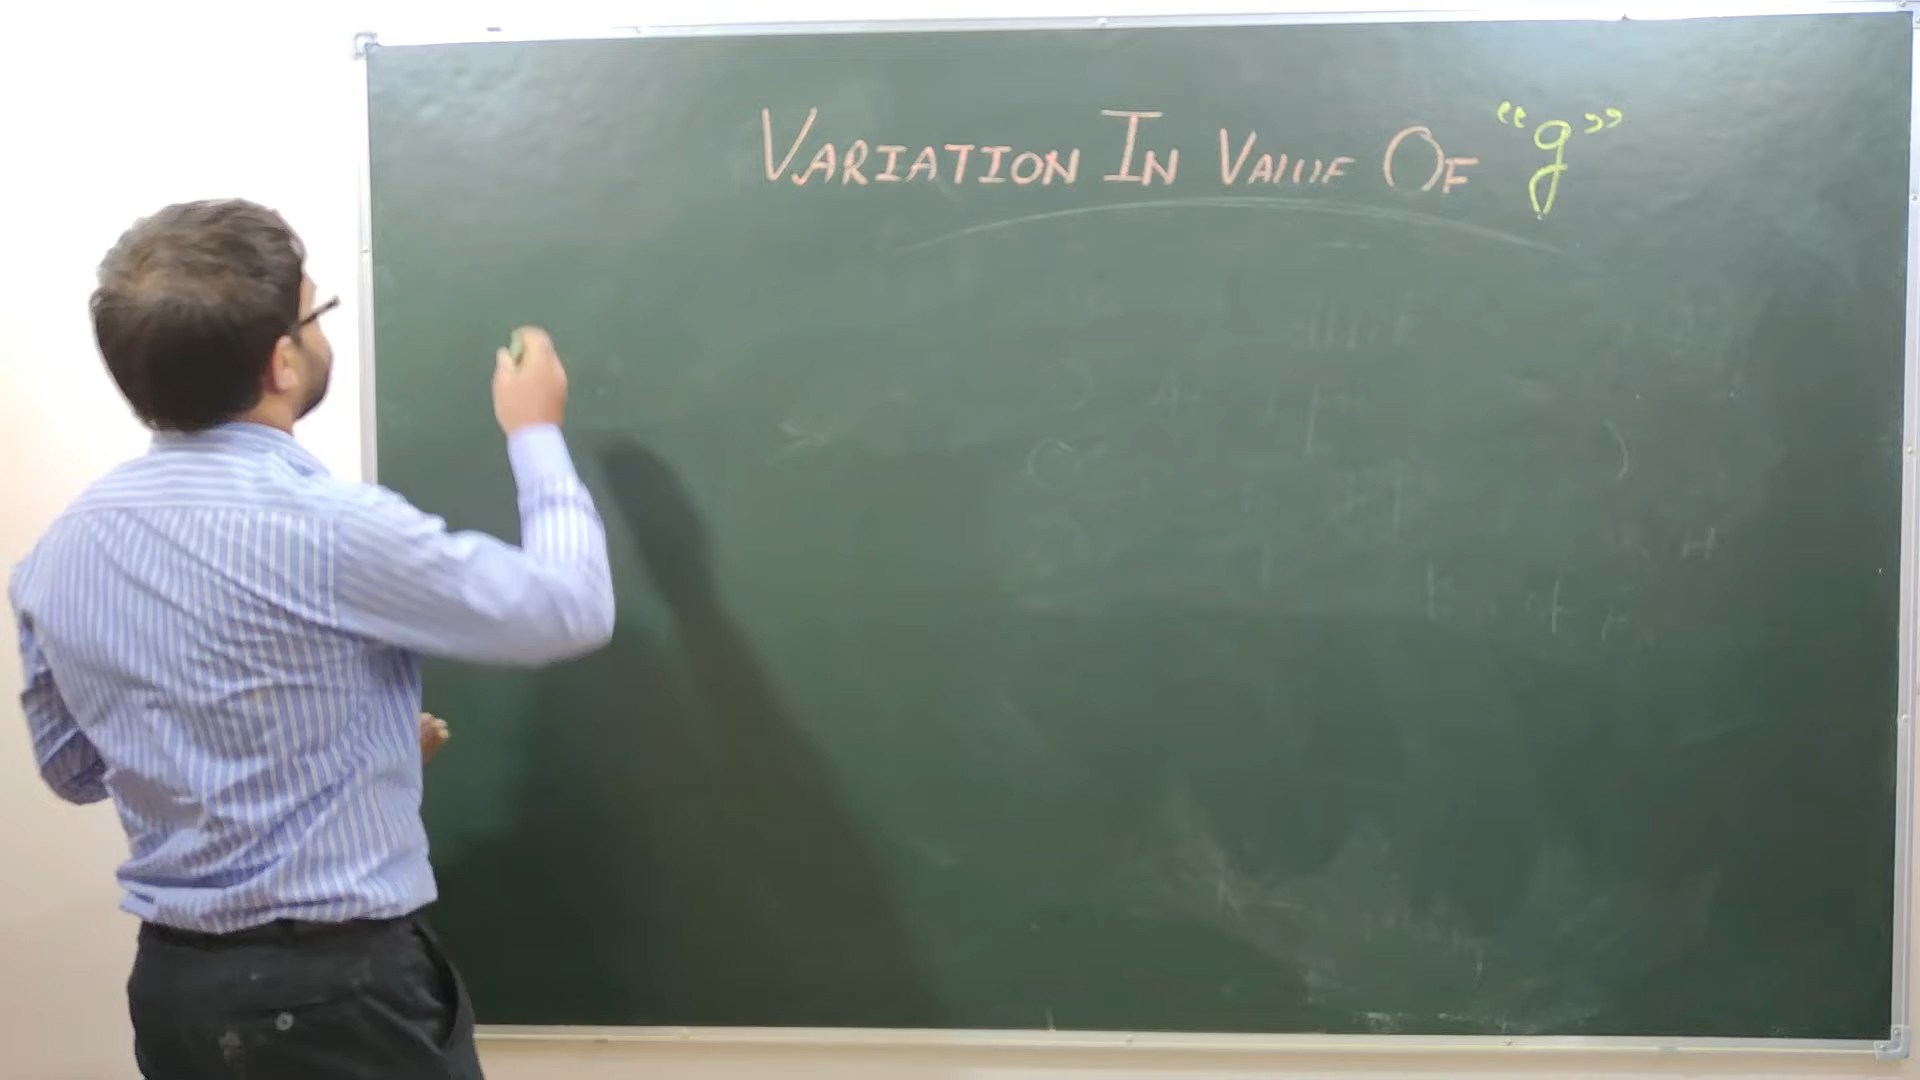 VARIATION IN VALUE OF "g"